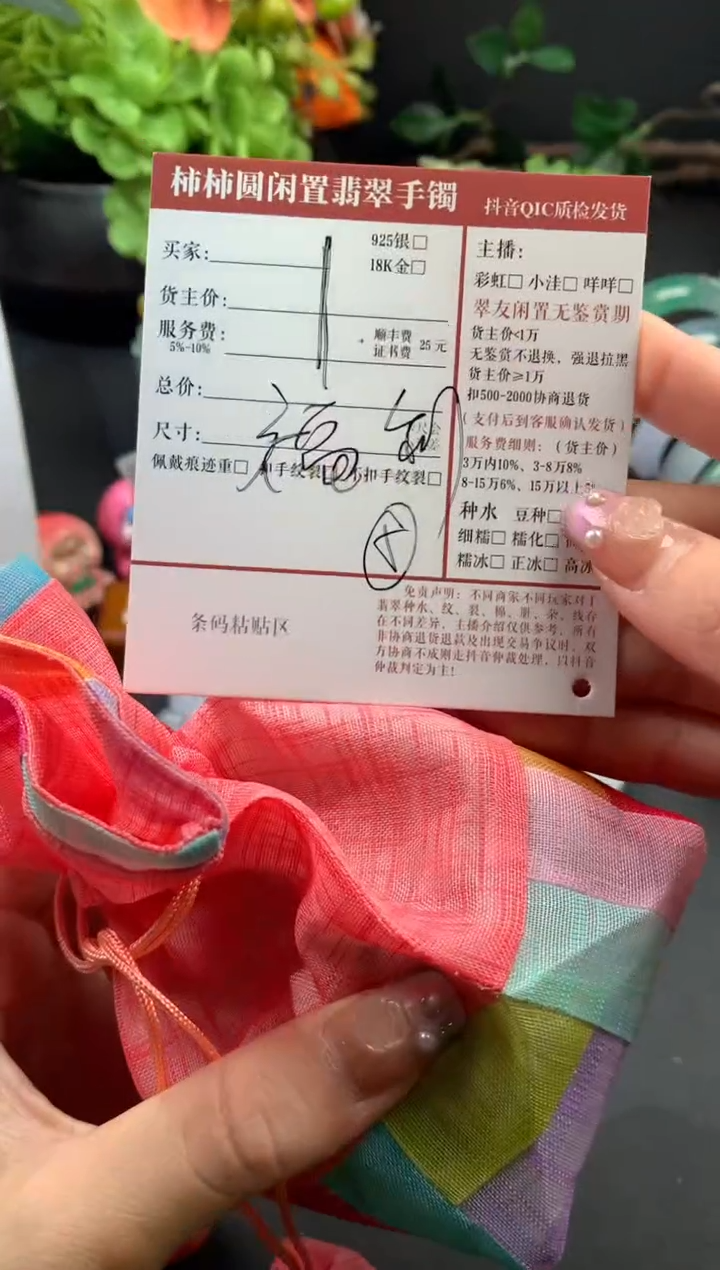 柿柿圆闲置翡翠手镯
抖音QIC质检发货
买家:
925银□
18K金□
货主价:
服务费:
5%-10%
+ 顺丰费
证书费
25元
总价:
尺寸:
佩戴痕迹重□ 扣手纹裂□ 不扣手纹裂□
福利
条码粘贴区
主播:
彩虹□ 小洼□ 咩咩□
翠友闲置无鉴赏期
货主价<1万
无鉴赏不退换，强退拉黑
货主价≥1万
扣500-2000协商退货
(支付后到客服确认发货)
服务费细则：(货主价)
3万内10%、3-8万8%
8-15万6%、15万以上
种水 豆种□
细糯□ 糯化□
糯冰□ 正冰□ 高冰
免责声明：不同商家不同玩家对于
翡翠种水、纹、裂、棉、脏、杂、线存
在不同差异，主播介绍仅供参考，所有
非协商退货退款及出现交易争议时，双
方协商不成则走抖音仲裁处理，以抖音
仲裁判定为主!